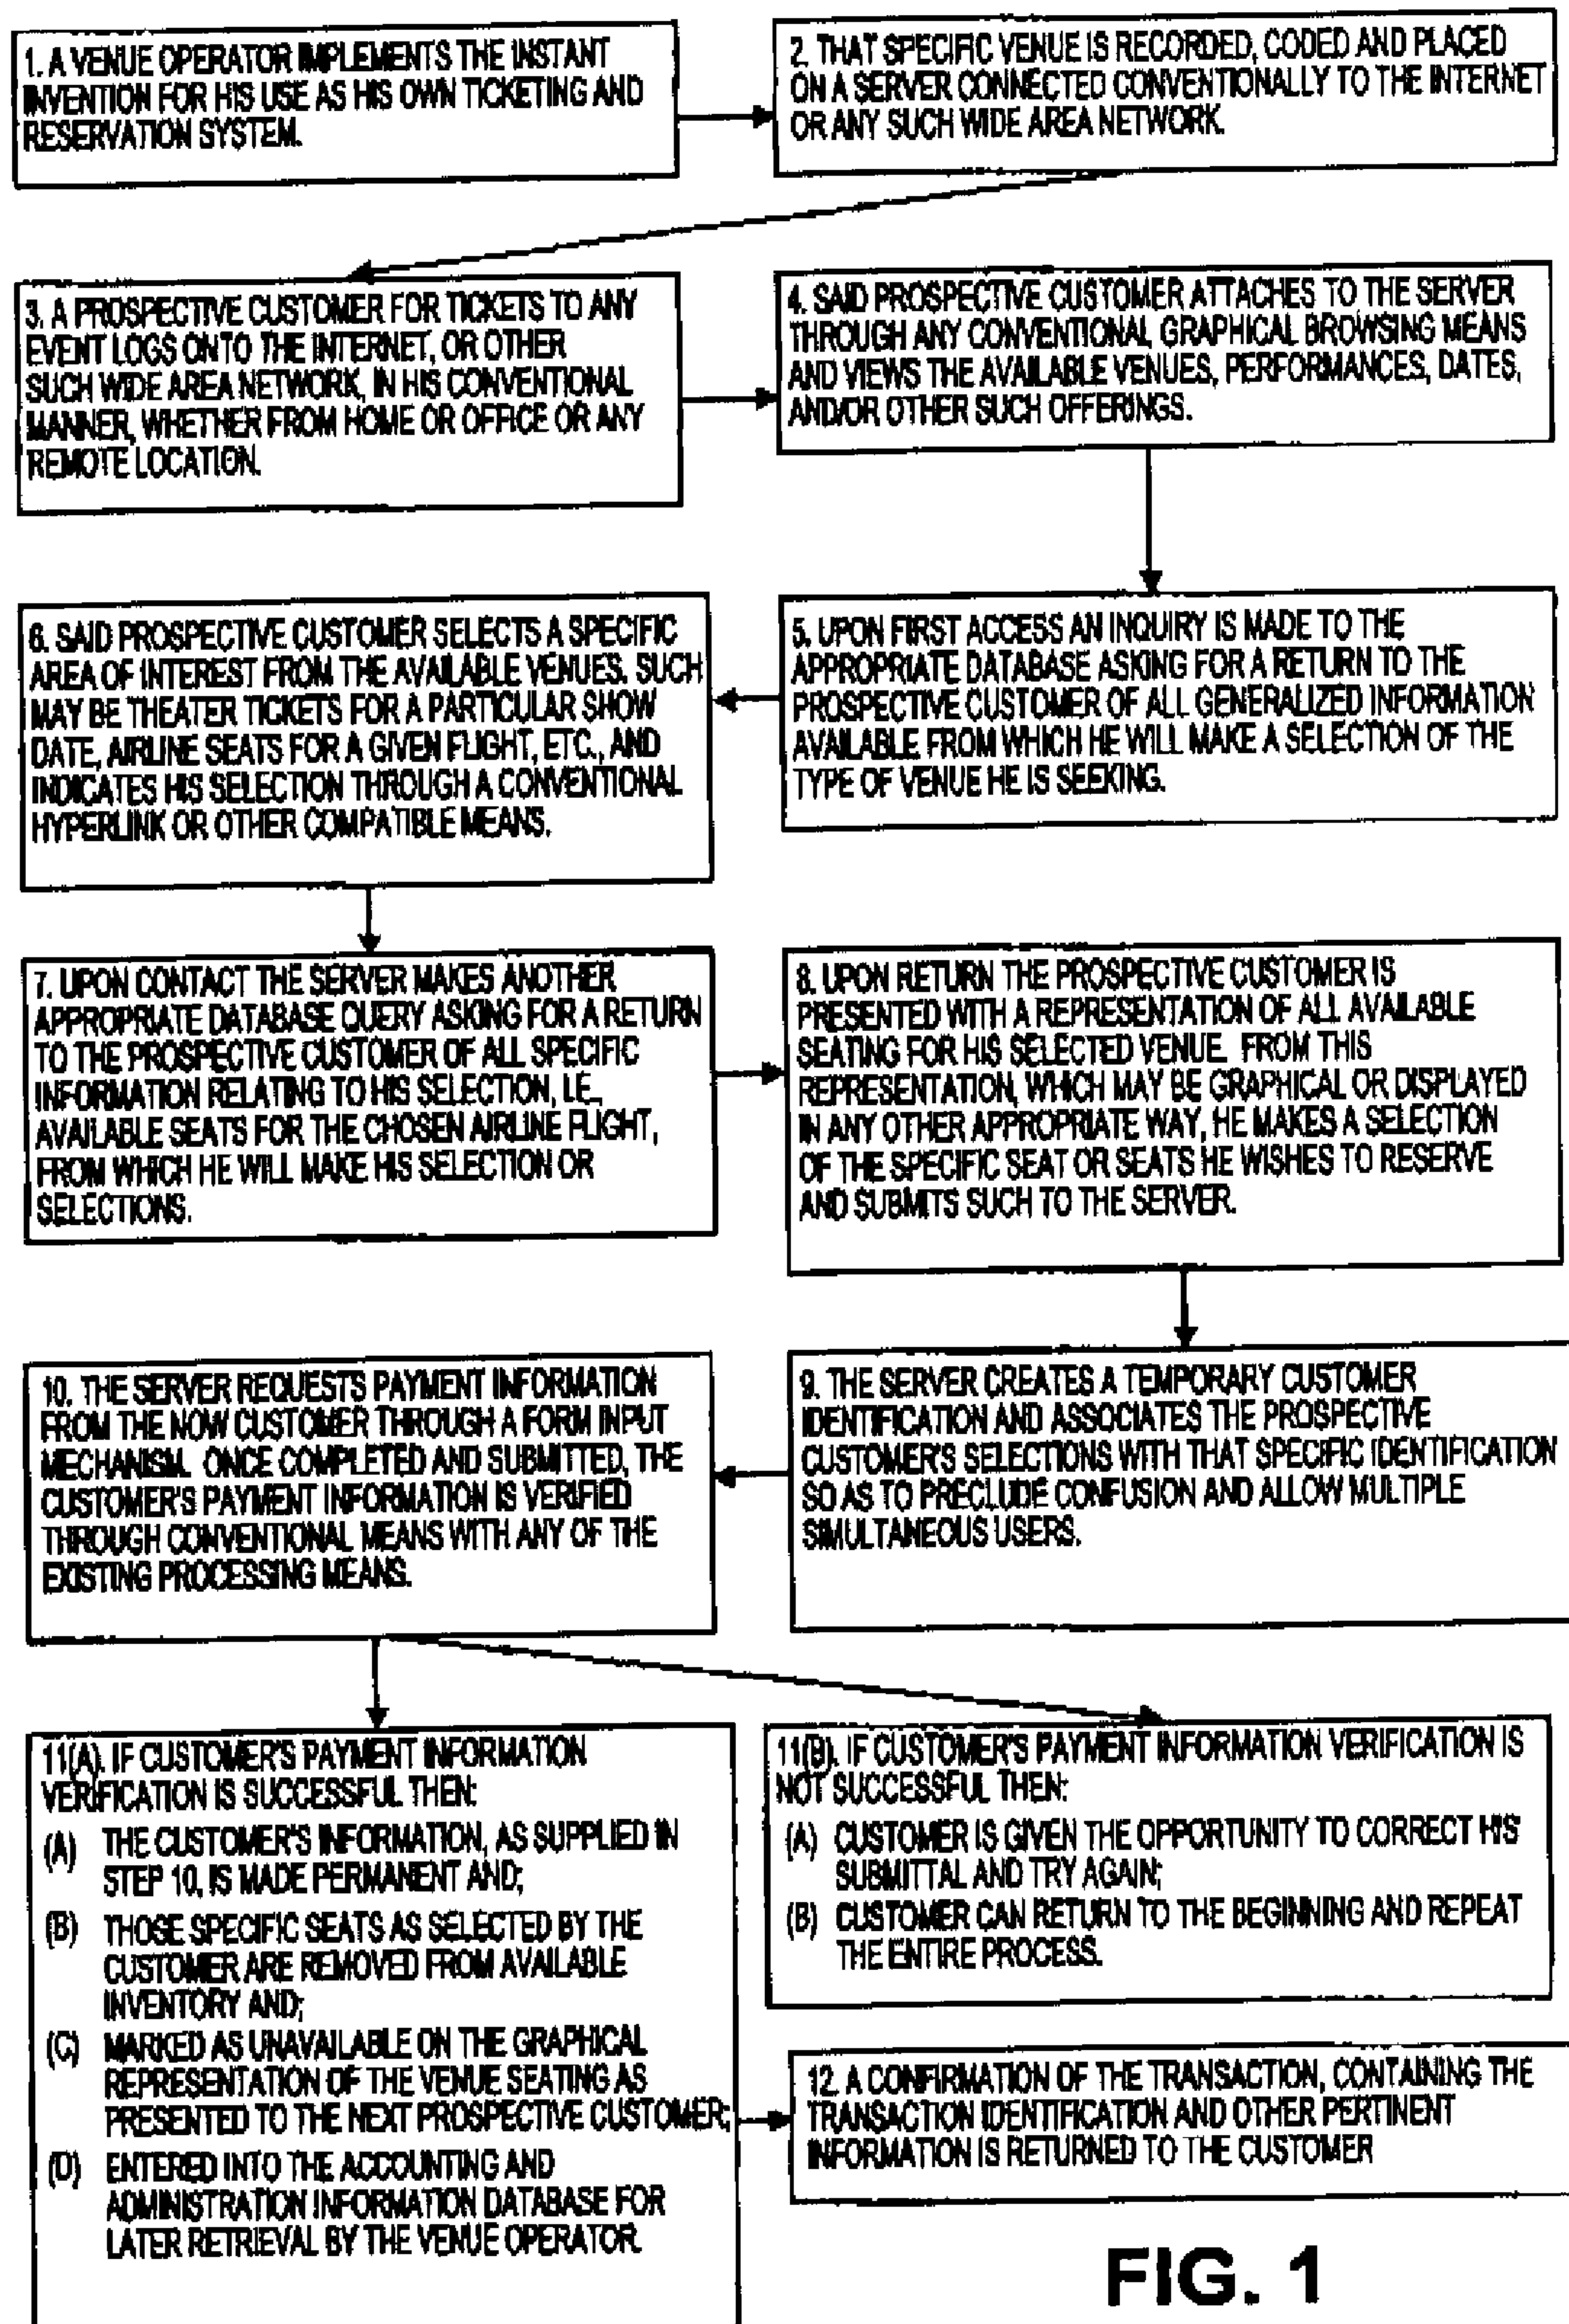 1. A VENUE OPERATOR IMPLEMENTS THE INSTANT
INVENTION FOR HIS USE AS HIS OWN TICKETING AND
RESERVATION SYSTEM.
2. THAT SPECIFIC VENUE IS RECORDED, CODED AND PLACED
ON A SERVER CONNECTED CONVENTIONALLY TO THE INTERNET
OR ANY SUCH WIDE AREA NETWORK.
3. A PROSPECTIVE CUSTOMER FOR TICKETS TO ANY
EVENT LOGS ONTO THE INTERNET, OR OTHER
SUCH WIDE AREA NETWORK, IN HIS CONVENTIONAL
MANNER, WHETHER FROM HOME OR OFFICE OR ANY
REMOTE LOCATION.
4. SAID PROSPECTIVE CUSTOMER ATTACHES TO THE SERVER
THROUGH ANY CONVENTIONAL GRAPHICAL BROWSING MEANS
AND VIEWS THE AVAILABLE VENUES, PERFORMANCES, DATES,
AND/OR OTHER SUCH OFFERINGS.
5. UPON FIRST ACCESS AN INQUIRY IS MADE TO THE
APPROPRIATE DATABASE ASKING FOR A RETURN TO THE
PROSPECTIVE CUSTOMER OF ALL GENERALIZED INFORMATION
AVAILABLE FROM WHICH HE WILL MAKE A SELECTION OF THE
TYPE OF VENUE HE IS SEEKING.
6. SAID PROSPECTIVE CUSTOMER SELECTS A SPECIFIC
AREA OF INTEREST FROM THE AVAILABLE VENUES. SUCH
MAY BE THEATER TICKETS FOR A PARTICULAR SHOW
DATE, AIRLINE SEATS FOR A GIVEN FLIGHT, ETC., AND
INDICATES HIS SELECTION THROUGH A CONVENTIONAL
HYPERLINK OR OTHER COMPATIBLE MEANS.
7. UPON CONTACT THE SERVER MAKES ANOTHER
APPROPRIATE DATABASE QUERY ASKING FOR A RETURN
TO THE PROSPECTIVE CUSTOMER OF ALL SPECIFIC
INFORMATION RELATING TO HIS SELECTION, I.E.,
AVAILABLE SEATS FOR THE CHOSEN AIRLINE FLIGHT,
FROM WHICH HE WILL MAKE HIS SELECTION OR
SELECTIONS.
8. UPON RETURN THE PROSPECTIVE CUSTOMER IS
PRESENTED WITH A REPRESENTATION OF ALL AVAILABLE
SEATING FOR HIS SELECTED VENUE. FROM THIS
REPRESENTATION, WHICH MAY BE GRAPHICAL OR DISPLAYED
IN ANY OTHER APPROPRIATE WAY, HE MAKES A SELECTION
OF THE SPECIFIC SEAT OR SEATS HE WISHES TO RESERVE
AND SUBMITS SUCH TO THE SERVER.
9. THE SERVER CREATES A TEMPORARY CUSTOMER
IDENTIFICATION AND ASSOCIATES THE PROSPECTIVE
CUSTOMER'S SELECTIONS WITH THAT SPECIFIC IDENTIFICATION
SO AS TO PRECLUDE CONFUSION AND ALLOW MULTIPLE
SIMULTANEOUS USERS.
10. THE SERVER REQUESTS PAYMENT INFORMATION
FROM THE NOW CUSTOMER THROUGH A FORM INPUT
MECHANISM. ONCE COMPLETED AND SUBMITTED, THE
CUSTOMER'S PAYMENT INFORMATION IS VERIFIED
THROUGH CONVENTIONAL MEANS WITH ANY OF THE
EXISTING PROCESSING MEANS.
11(A). IF CUSTOMER'S PAYMENT INFORMATION
VERIFICATION IS SUCCESSFUL THEN:
(A) THE CUSTOMER'S INFORMATION, AS SUPPLIED IN
STEP 10, IS MADE PERMANENT AND;
(B) THOSE SPECIFIC SEATS AS SELECTED BY THE
CUSTOMER ARE REMOVED FROM AVAILABLE
INVENTORY AND;
(C) MARKED AS UNAVAILABLE ON THE GRAPHICAL
REPRESENTATION OF THE VENUE SEATING AS
PRESENTED TO THE NEXT PROSPECTIVE CUSTOMER;
(D) ENTERED INTO THE ACCOUNTING AND
ADMINISTRATION INFORMATION DATABASE FOR
LATER RETRIEVAL BY THE VENUE OPERATOR.
11(B). IF CUSTOMER'S PAYMENT INFORMATION VERIFICATION IS
NOT SUCCESSFUL THEN:
(A) CUSTOMER IS GIVEN THE OPPORTUNITY TO CORRECT HIS
SUBMITTAL AND TRY AGAIN;
(B) CUSTOMER CAN RETURN TO THE BEGINNING AND REPEAT
THE ENTIRE PROCESS.
12. A CONFIRMATION OF THE TRANSACTION, CONTAINING THE
TRANSACTION IDENTIFICATION AND OTHER PERTINENT
INFORMATION IS RETURNED TO THE CUSTOMER
FIG. 1